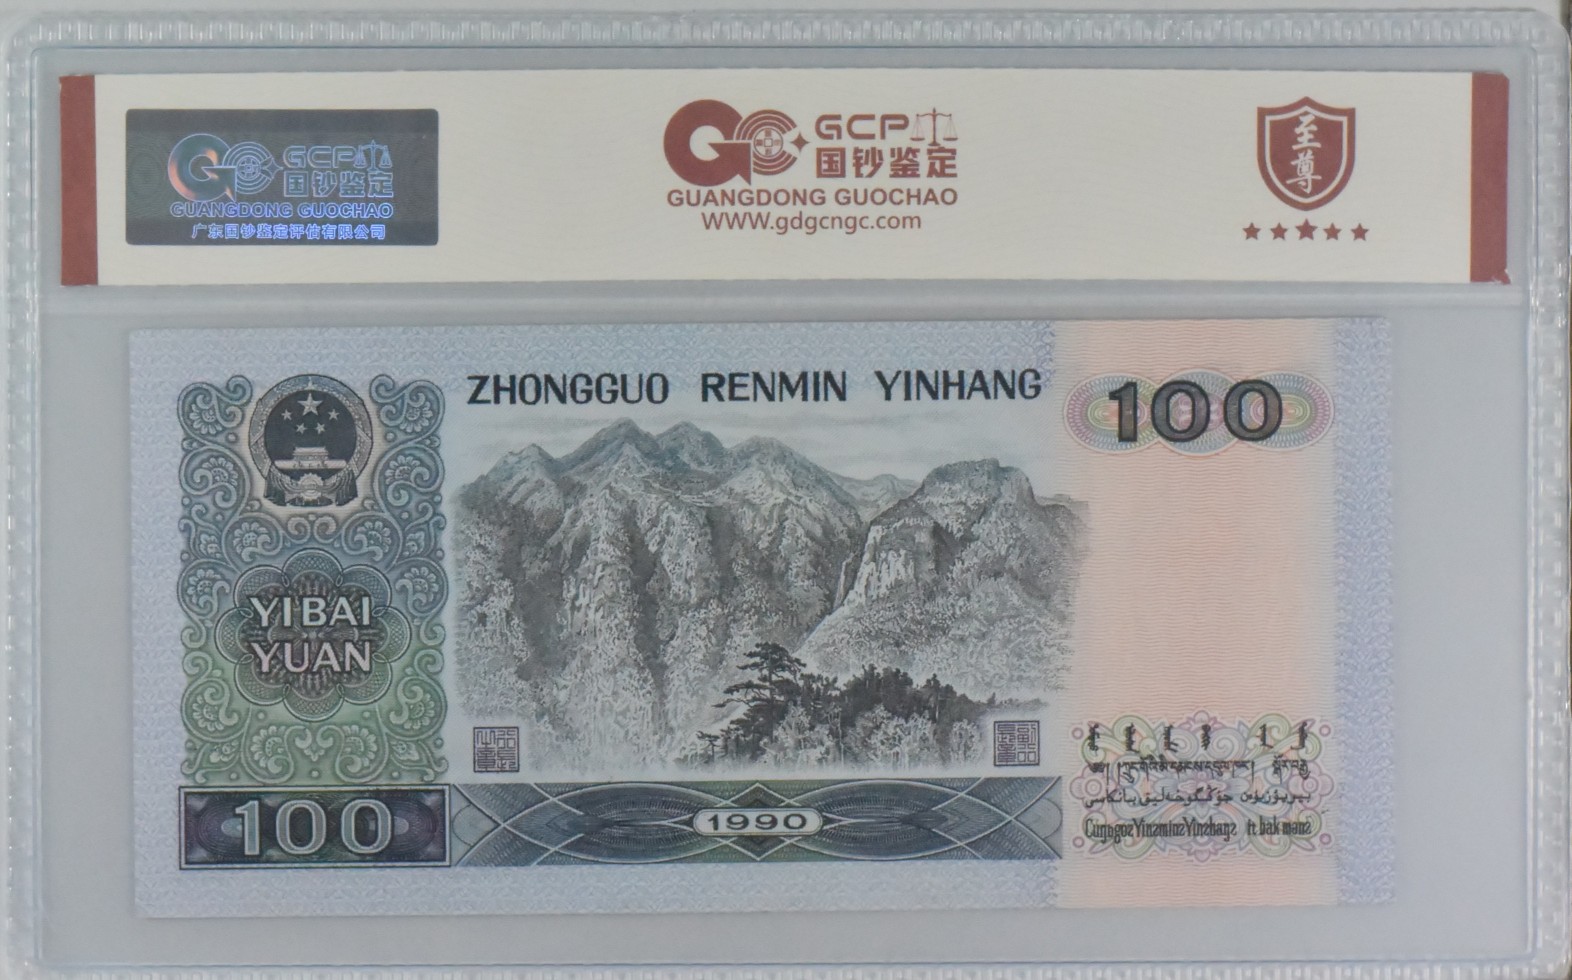 GCP
国钞鉴定
GUANGDONG GUOCHAO
广东国钞鉴定评估有限公司
GCP
国钞鉴定
GUANGDONG GUOCHAO
WWW.gdgcngc.com
至尊
ZHONGGUO RENMIN YINHANG
100
YIBAI
YUAN
100
1990